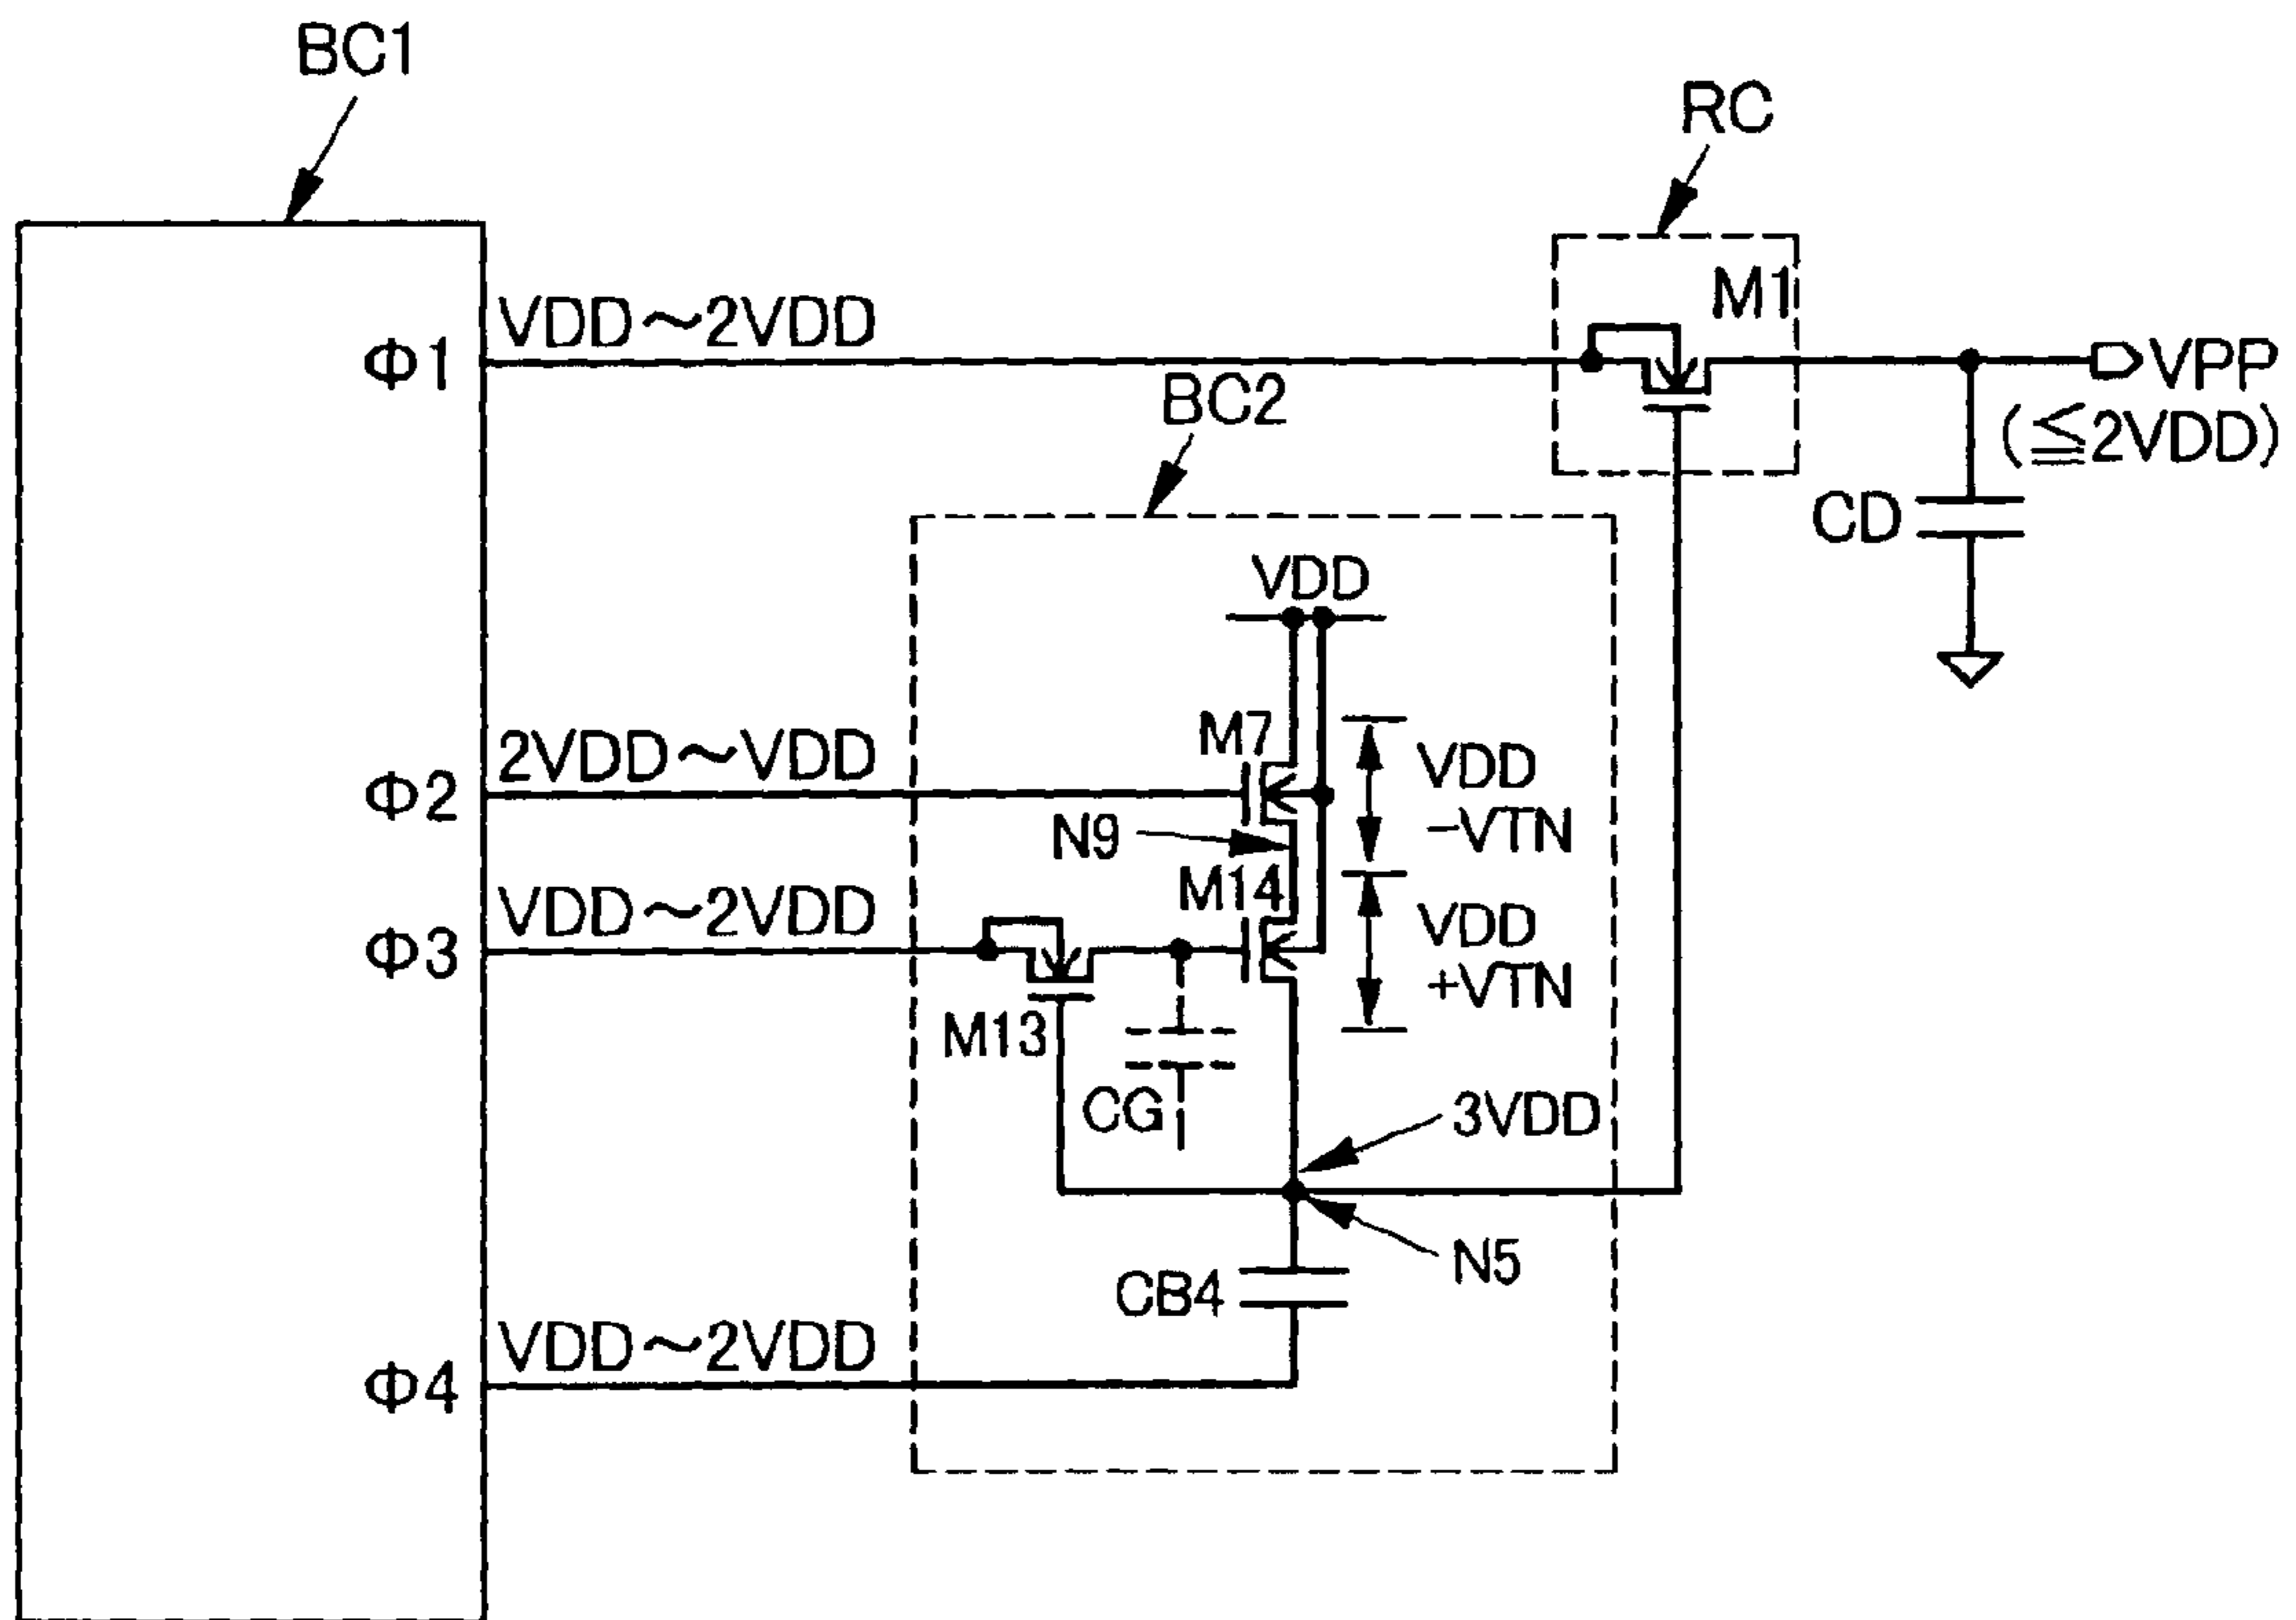 BC1
RC
M1
Φ1
VDD～2VDD
VPP
(≦2VDD)
BC2
CD
VDD
M7
VDD
－VTN
Φ2
2VDD～VDD
N9
M14
VDD
+VTN
Φ3
VDD～2VDD
M13
CG
3VDD
N5
CB4
Φ4
VDD～2VDD